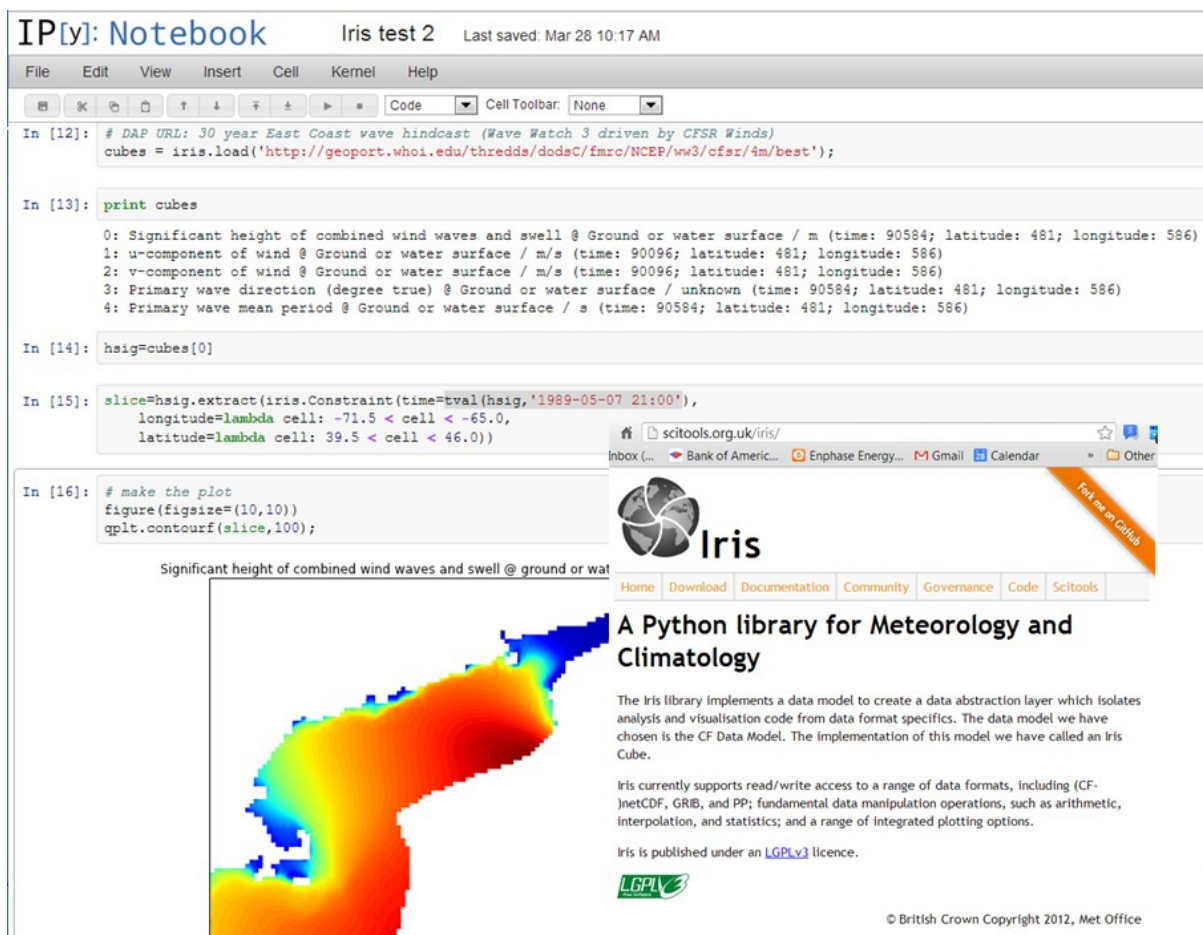 IP[y]: Notebook Iris test 2 Last saved: Mar 28 10:17 AM
File Edit View Insert Cell Kernel Help
Code Cell Toolbar: None
In [12]: # DAP URL: 30 year East Coast wave hindcast (Wave Watch 3 driven by CFSR Winds)
cubes = iris.load('http://geoport.whoi.edu/thredds/dodsC/fmrc/NCEP/ww3/cfsr/4m/best');
In [13]: print cubes
0: Significant height of combined wind waves and swell @ Ground or water surface / m (time: 90584; latitude: 481; longitude: 586)
1: u-component of wind @ Ground or water surface / m/s (time: 90096; latitude: 481; longitude: 586)
2: v-component of wind @ Ground or water surface / m/s (time: 90096; latitude: 481; longitude: 586)
3: Primary wave direction (degree true) @ Ground or water surface / unknown (time: 90584; latitude: 481; longitude: 586)
4: Primary wave mean period @ Ground or water surface / s (time: 90584; latitude: 481; longitude: 586)
In [14]: hsig=cubes[0]
In [15]: slice=hsig.extract(iris.Constraint(time=tval(hsig,'1989-05-07 21:00'),
longitude=lambda cell: -71.5 < cell < -65.0,
latitude=lambda cell: 39.5 < cell < 46.0))
In [16]: # make the plot
figure(figsize=(10,10))
qplt.contourf(slice,100);
Significant height of combined wind waves and swell @ ground or wat
scitools.org.uk/iris/
Inbox (... Bank of Americ... Enphase Energy... Gmail 28 Calendar » Other
Fork me on GitHub
Iris
Home Download Documentation Community Governance Code Scitools
A Python library for Meteorology and
Climatology
The Iris library implements a data model to create a data abstraction layer which isolates
analysis and visualisation code from data format specifics. The data model we have
chosen is the CF Data Model. The implementation of this model we have called an Iris
Cube.
Iris currently supports read/write access to a range of data formats, including (CF-
)netCDF, GRIB, and PP; fundamental data manipulation operations, such as arithmetic,
interpolation, and statistics; and a range of integrated plotting options.
Iris is published under an LGPLv3 licence.
LGPLv3
© British Crown Copyright 2012, Met Office